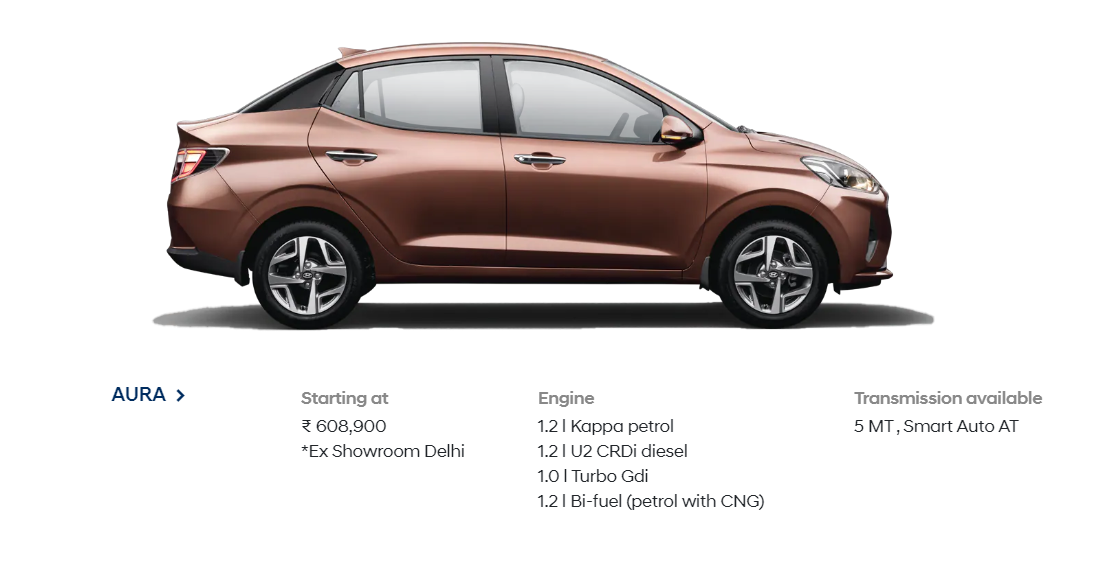 AURA
Starting at
₹ 608,900
*Ex Showroom Delhi
Engine
1.2 l Kappa petrol
1.2 l U2 CRDi diesel
1.0 l Turbo Gdi
1.2 l Bi-fuel (petrol with CNG)
Transmission available
5 MT , Smart Auto AT